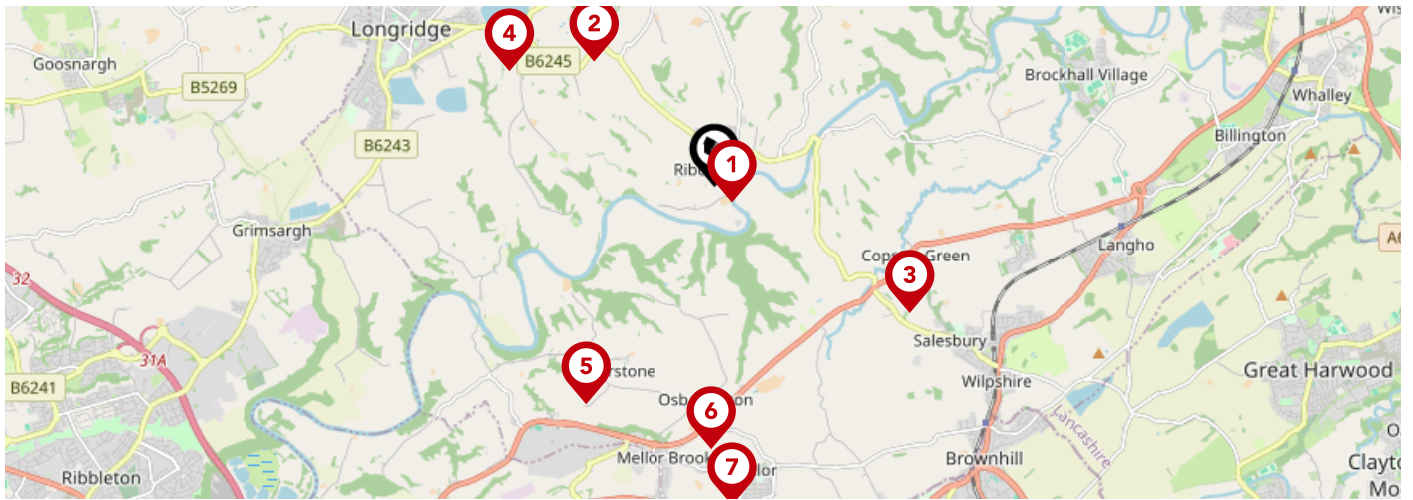 Longridge
4
2
Goosnargh
B6245
B5269
Brockhall Village
Whalley
Billington
B6243
1
Grimsargh
Langho
32
3
31A
Salesbury
5
B6241
Wilpshire
Great Harwood
6
Lancashire
Mellor Brook
7
Brownhill
Ribbleton